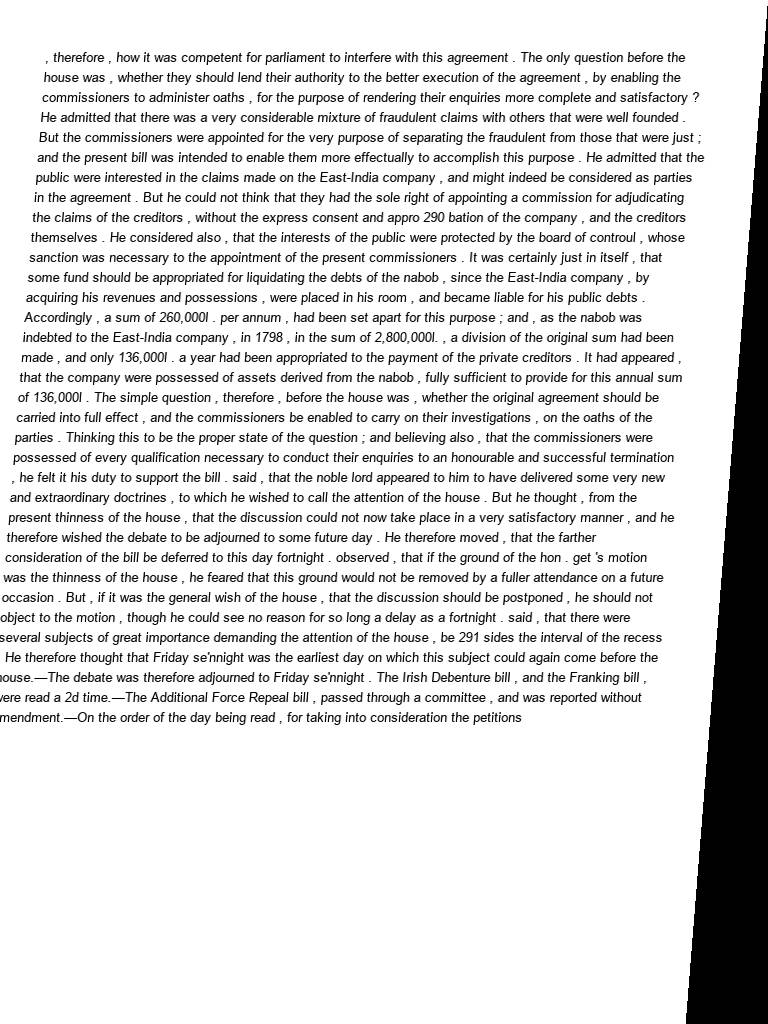 , therefore , how it was competent for parliament to interfere with this agreement . The only question before the
house was , whether they should lend their authority to the better execution of the agreement , by enabling the
commissioners to administer oaths , for the purpose of rendering their enquiries more complete and satisfactory ?
He admitted that there was a very considerable mixture of fraudulent claims with others that were well founded .
But the commissioners were appointed for the very purpose of separating the fraudulent from those that were just ;
and the present bill was intended to enable them more effectually to accomplish this purpose . He admitted that the
public were interested in the claims made on the East-India company , and might indeed be considered as parties
in the agreement . But he could not think that they had the sole right of appointing a commission for adjudicating
the claims of the creditors , without the express consent and appro 290 bation of the company , and the creditors
themselves . He considered also , that the interests of the public were protected by the board of controul , whose
sanction was necessary to the appointment of the present commissioners . It was certainly just in itself , that
some fund should be appropriated for liquidating the debts of the nabob , since the East-India company , by
acquiring his revenues and possessions , were placed in his room , and became liable for his public debts .
Accordingly , a sum of 260,000l . per annum , had been set apart for this purpose ; and , as the nabob was
indebted to the East-India company , in 1798 , in the sum of 2,800,000l. , a division of the original sum had been
made , and only 136,000l . a year had been appropriated to the payment of the private creditors . It had appeared ,
that the company were possessed of assets derived from the nabob , fully sufficient to provide for this annual sum
of 136,000l . The simple question , therefore , before the house was , whether the original agreement should be
carried into full effect , and the commissioners be enabled to carry on their investigations , on the oaths of the
parties . Thinking this to be the proper state of the question ; and believing also , that the commissioners were
possessed of every qualification necessary to conduct their enquiries to an honourable and successful termination
, he felt it his duty to support the bill . said , that the noble lord appeared to him to have delivered some very new
and extraordinary doctrines , to which he wished to call the attention of the house . But he thought , from the
present thinness of the house , that the discussion could not now take place in a very satisfactory manner , and he
therefore wished the debate to be adjourned to some future day . He therefore moved , that the farther
consideration of the bill be deferred to this day fortnight . observed , that if the ground of the hon . get 's motion
was the thinness of the house , he feared that this ground would not be removed by a fuller attendance on a future
occasion . But , if it was the general wish of the house , that the discussion should be postponed , he should not
object to the motion , though he could see no reason for so long a delay as a fortnight . said , that there were
several subjects of great importance demanding the attention of the house , be 291 sides the interval of the recess
He therefore thought that Friday se'nnight was the earliest day on which this subject could again come before the
house.—The debate was therefore adjourned to Friday se'nnight . The Irish Debenture bill , and the Franking bill ,
were read a 2d time.—The Additional Force Repeal bill , passed through a committee , and was reported without
mendment.—On the order of the day being read , for taking into consideration the petitions